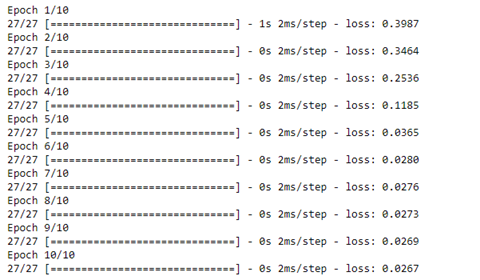 Epoch 1/10
27/27 [==============================] - 1s 2ms/step - loss: 0.3987
Epoch 2/10
27/27 [==============================] - 0s 2ms/step - loss: 0.3464
Epoch 3/10
27/27 [==============================] - 0s 2ms/step - loss: 0.2536
Epoch 4/10
27/27 [==============================] - 0s 2ms/step - loss: 0.1185
Epoch 5/10
27/27 [==============================] - 0s 2ms/step - loss: 0.0365
Epoch 6/10
27/27 [==============================] - 0s 2ms/step - loss: 0.0280
Epoch 7/10
27/27 [==============================] - 0s 2ms/step - loss: 0.0276
Epoch 8/10
27/27 [==============================] - 0s 2ms/step - loss: 0.0273
Epoch 9/10
27/27 [==============================] - 0s 2ms/step - loss: 0.0269
Epoch 10/10
27/27 [==============================] - 0s 2ms/step - loss: 0.0267